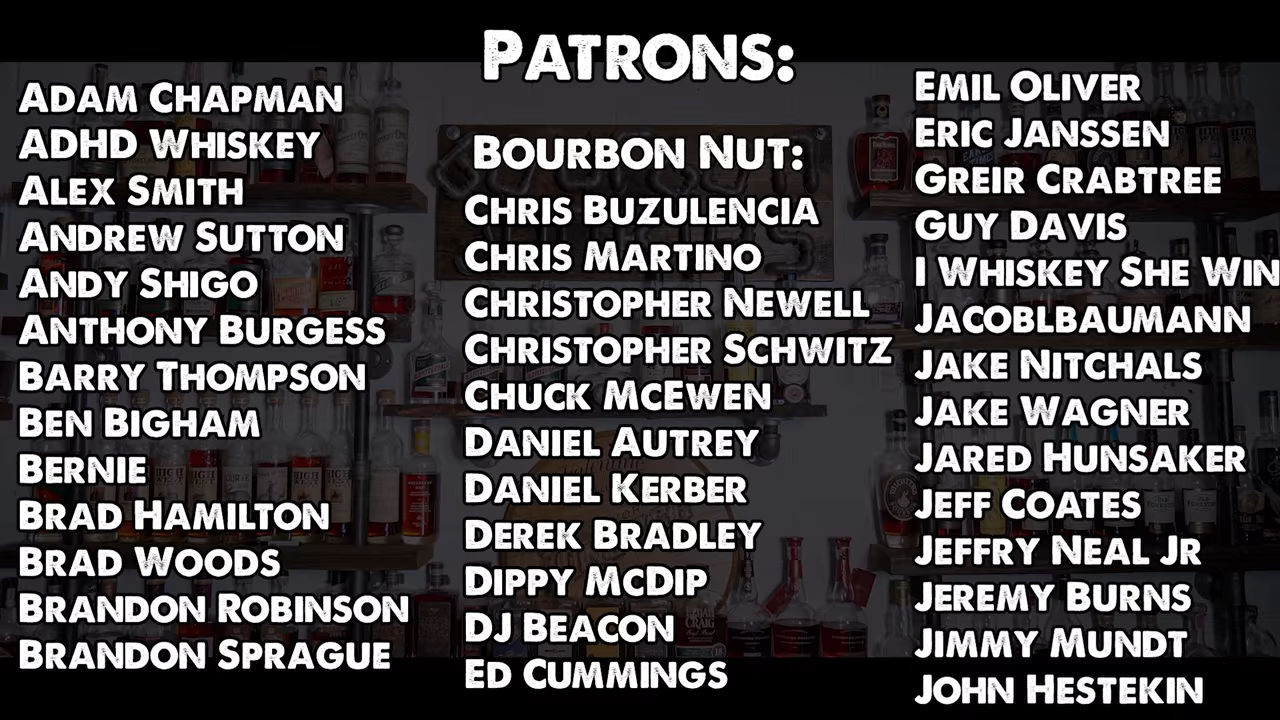 Patrons:
Bourbon Nut:
Adam Chapman
ADHD Whiskey
Alex Smith
Andrew Sutton
Andy Shigo
Anthony Burgess
Barry Thompson
Ben Bigham
Bernie
Brad Hamilton
Brad Woods
Brandon Robinson
Brandon Sprague
Chris Buzulencia
Chris Martino
Christopher Newell
Christopher Schwitz
Chuck McEwen
Daniel Autrey
Daniel Kerber
Derek Bradley
Dippy McDip
DJ Beacon
Ed Cummings
Emil Oliver
Eric Janssen
Greir Crabtree
Guy Davis
I Whiskey She Win
jacoblbaumann
Jake Nitchals
Jake Wagner
Jared Hunsaker
Jeff Coates
Jeffry Neal Jr
Jeremy Burns
Jimmy Mundt
John Hestekin